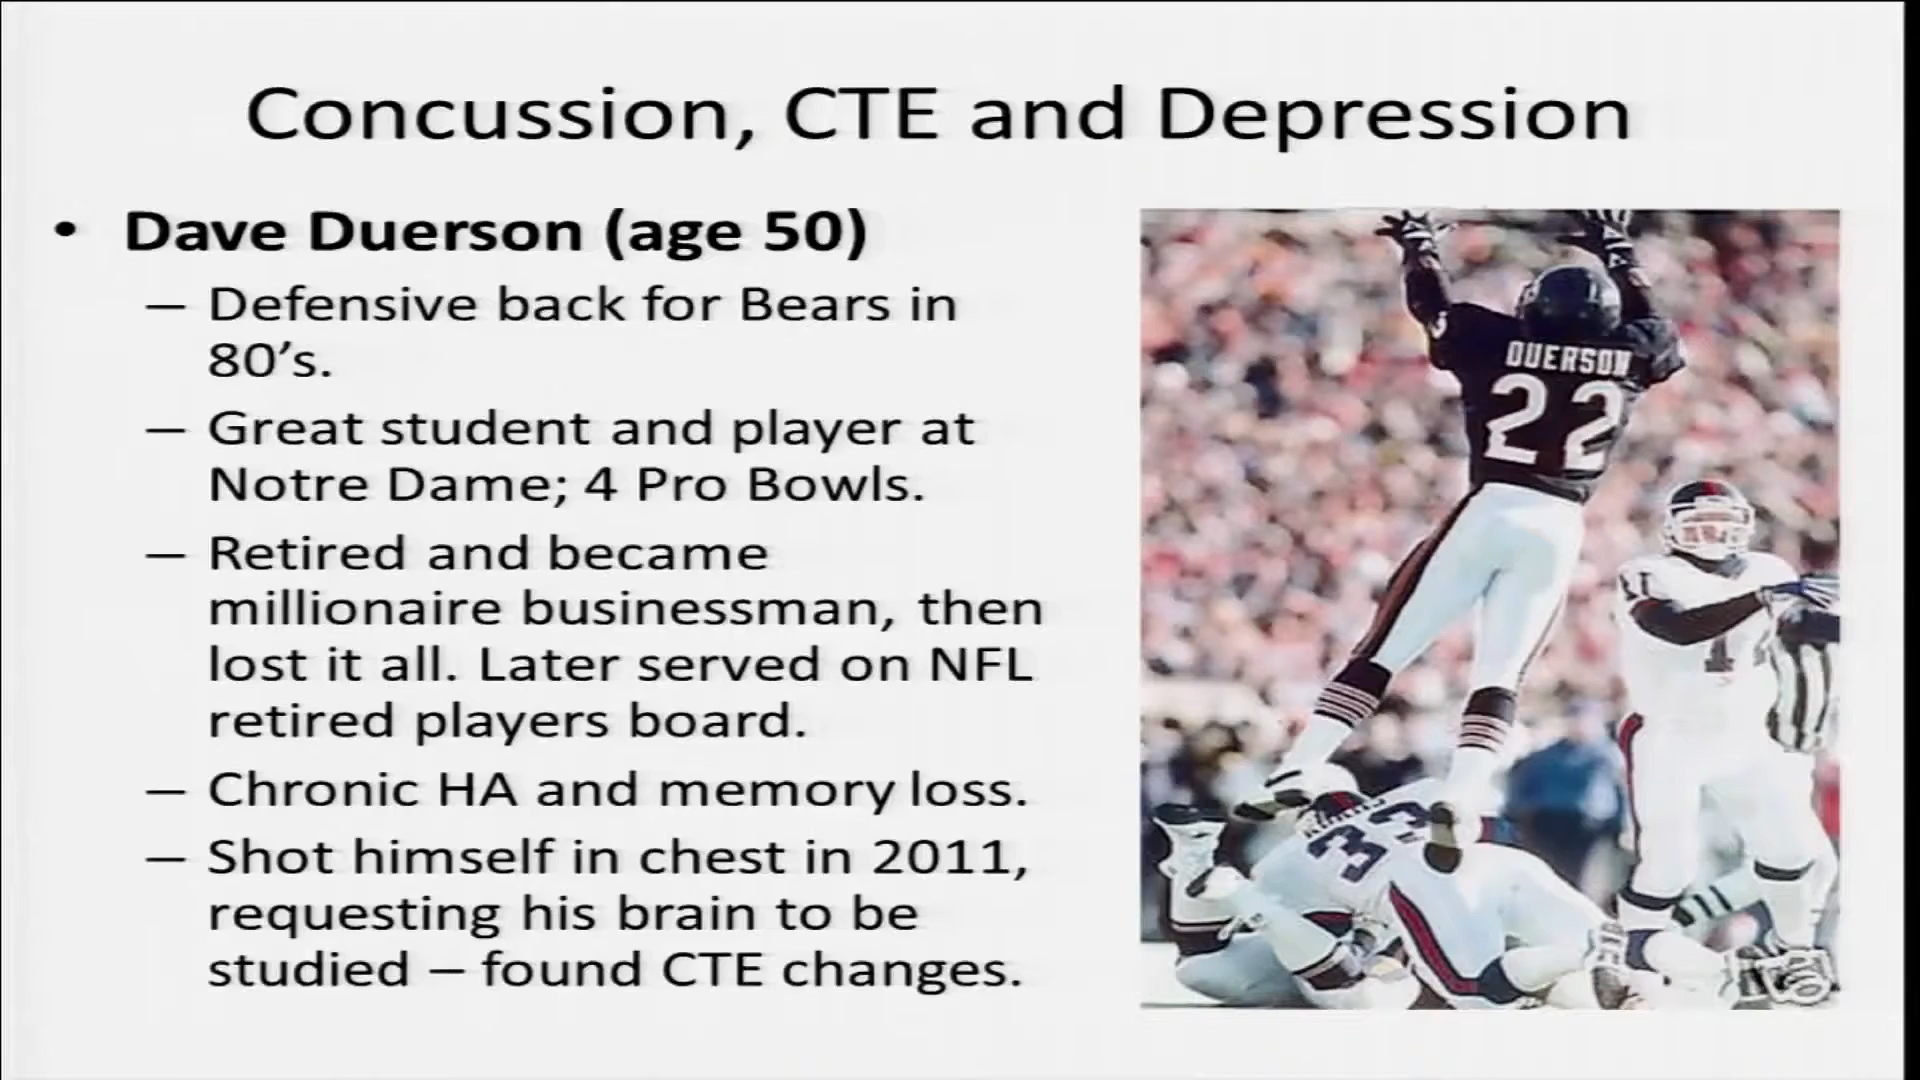 Concussion, CTE and Depression
• Dave Duerson (age 50)
– Defensive back for Bears in
80's.
– Great student and player at
Notre Dame; 4 Pro Bowls.
– Retired and became
millionaire businessman, then
lost it all. Later served on NFL
retired players board.
– Chronic HA and memory loss.
– Shot himself in chest in 2011,
requesting his brain to be
studied – found CTE changes.
DUERSON
22
33
1